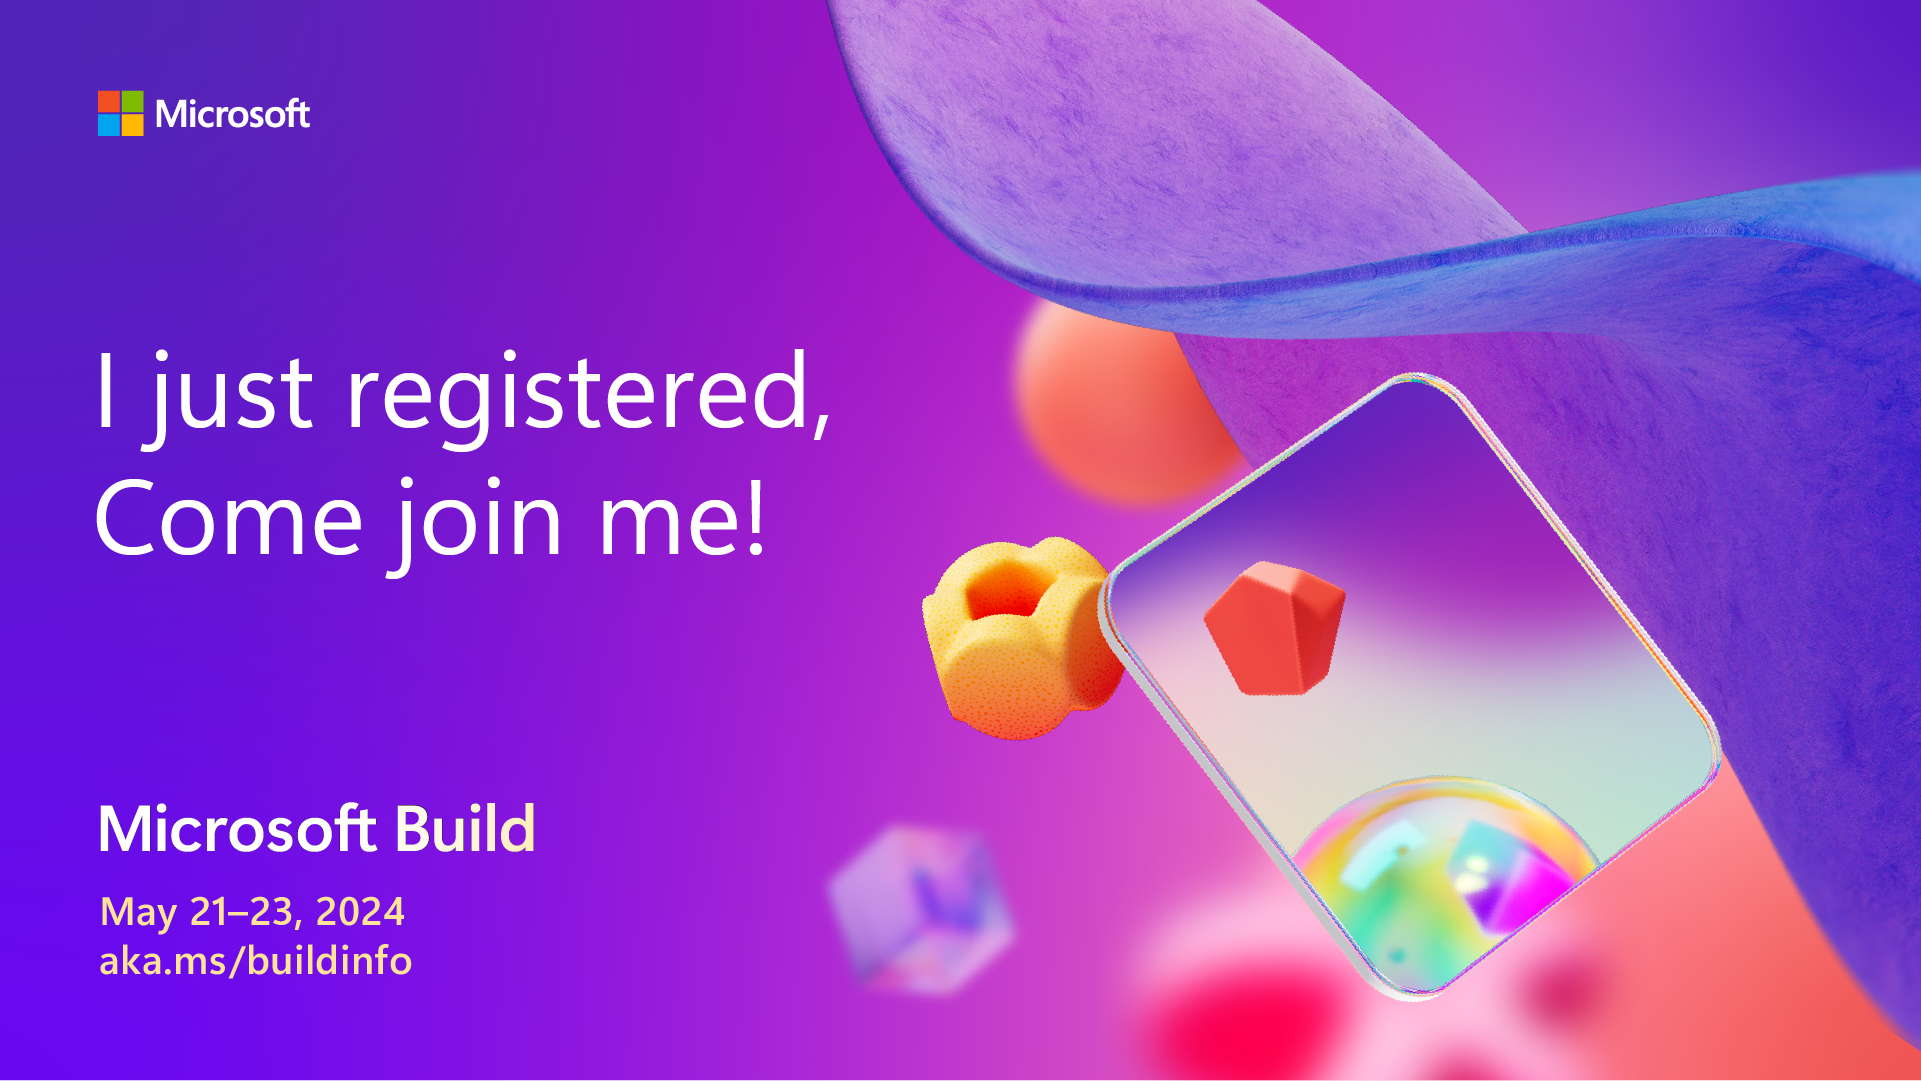 Microsoft
I just registered,
Come join me!
Microsoft Build
May 21–23, 2024
aka.ms/buildinfo